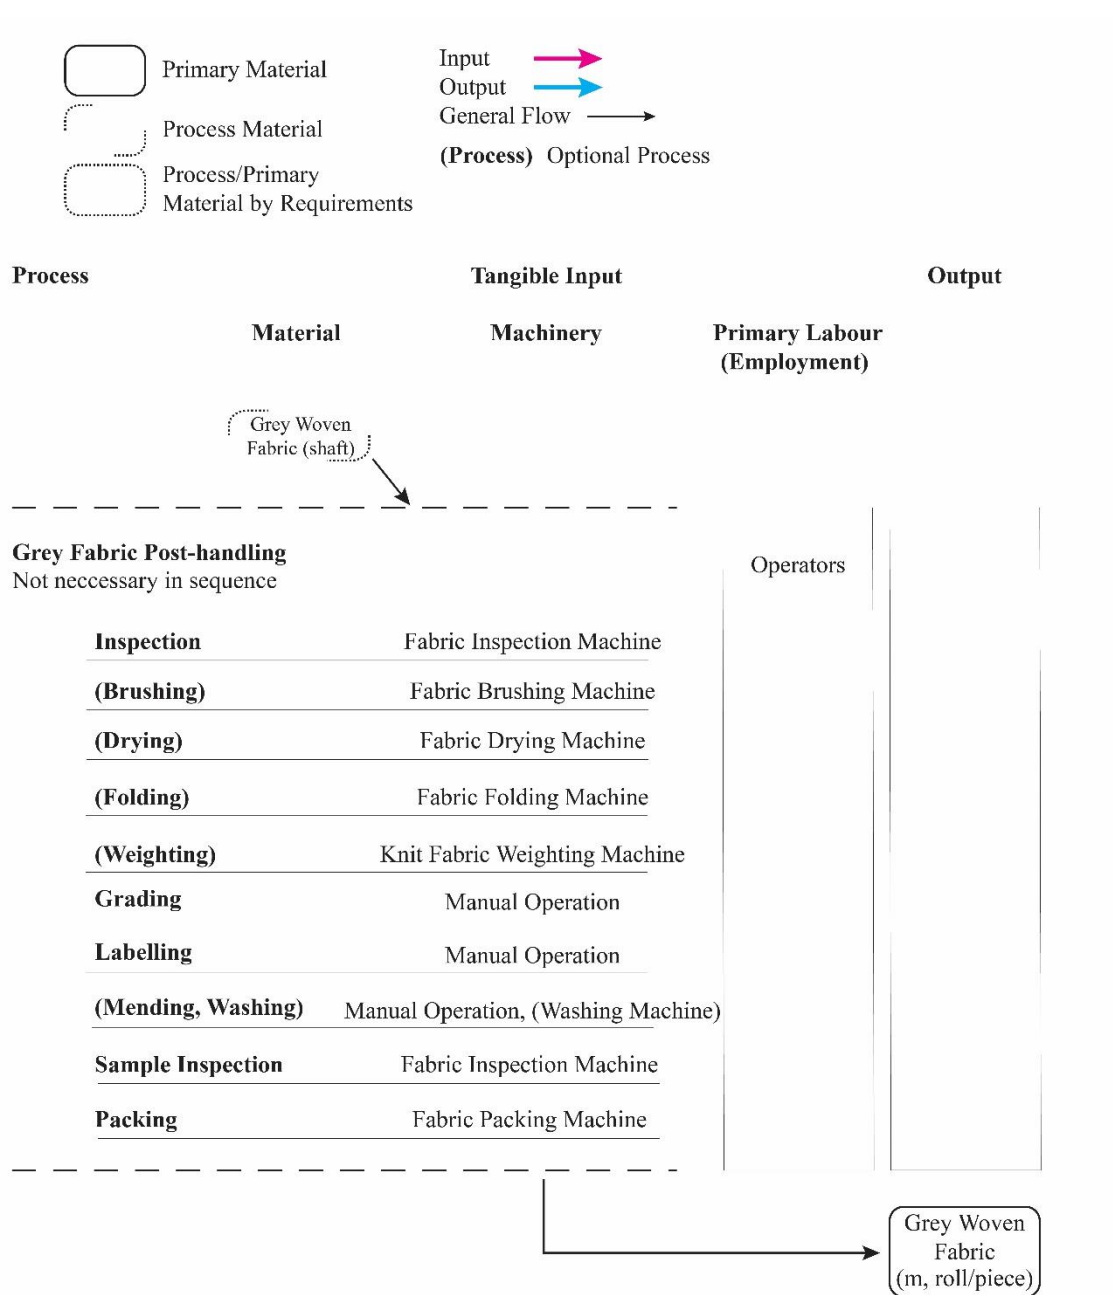 Primary Material
Process Material
Process/Primary
Material by Requirements
Input
Output
General Flow
(Process) Optional Process
Process
Tangible Input
Output
Material
Machinery
Primary Labour
(Employment)
Grey Woven
Fabric (shaft)
Grey Fabric Post-handling
Not neccessary in sequence
Operators
Inspection Fabric Inspection Machine
(Brushing) Fabric Brushing Machine
(Drying) Fabric Drying Machine
(Folding) Fabric Folding Machine
(Weighting) Knit Fabric Weighting Machine
Grading Manual Operation
Labelling Manual Operation
(Mending, Washing) Manual Operation, (Washing Machine)
Sample Inspection Fabric Inspection Machine
Packing Fabric Packing Machine
Grey Woven
Fabric
(m, roll/piece)